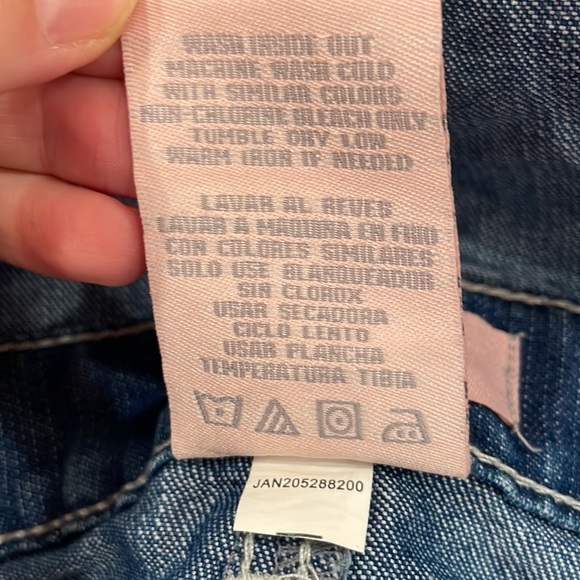 WASH INSIDE OUT
MACHINE WASH COLD
WITH SIMILAR COLORS
NON-CHLORINE BLEACH ONLY
TUMBLE DRY LOW
WARM IRON IF NEEDED
LAVAR AL REVES
LAVAR A MAQUINA EN FRIO
CON COLORES SIMILARES
SOLO USE BLANQUEADOR
SIN CLOROX
USAR SECADORA
CICLO LENTO
USAR PLANCHA
TEMPERATURA TIBIA
JAN205288200